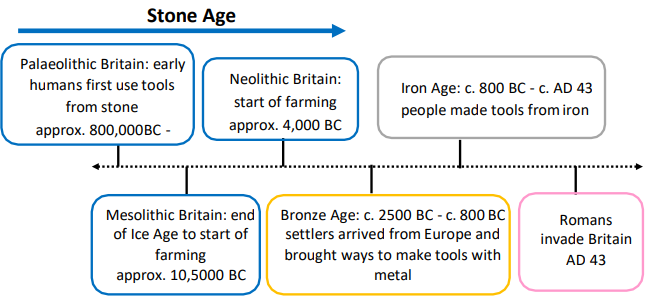 Stone Age
Palaeolithic Britain: early
humans first use tools
from stone
approx. 800,000BC -
Neolithic Britain:
start of farming
approx. 4,000 BC
Iron Age: c. 800 BC - c. AD 43
people made tools from iron
Mesolithic Britain: end
of Ice Age to start of
farming
approx. 10,5000 BC
Bronze Age: c. 2500 BC - c. 800 BC
settlers arrived from Europe and
brought ways to make tools with
metal
Romans
invade Britain
AD 43